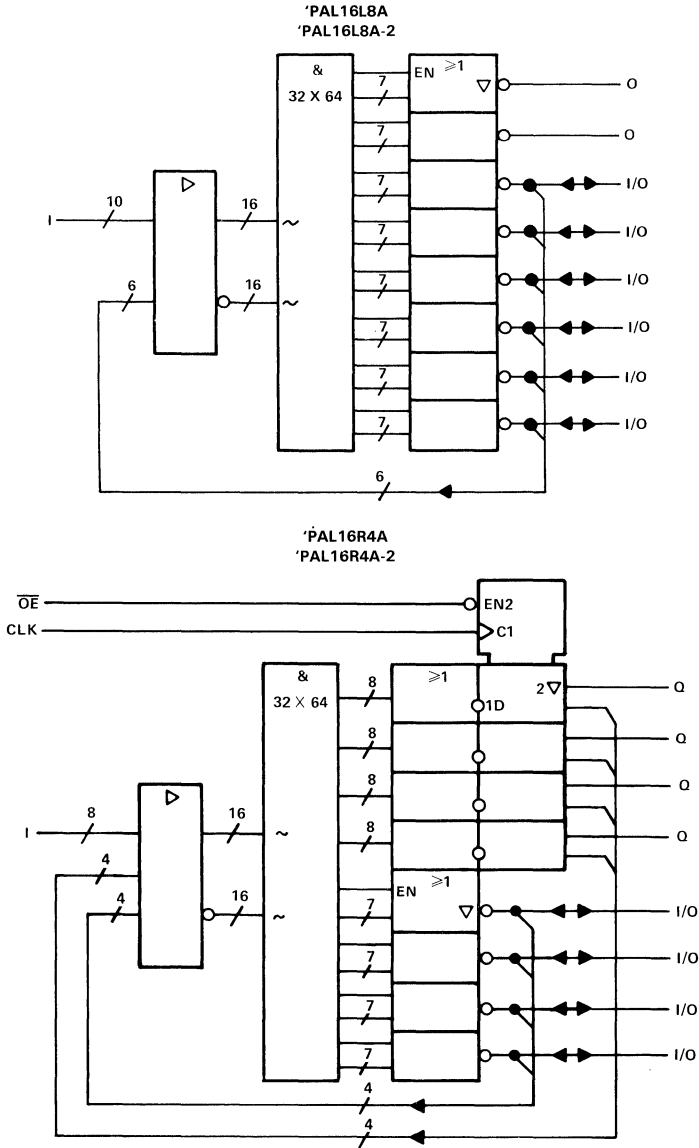 'PAL16L8A
'PAL16L8A-2
&
32 X 64
EN ≥1
▽
7
O
7
O
7
I/O
7
I/O
7
I/O
7
I/O
7
I/O
7
I/O
I
10
▷
16
~
6
16
~
6
'PAL16R4A
'PAL16R4A-2
OE
EN2
CLK
C1
&
32 X 64
8
≥1
1D
2▽
Q
8
Q
8
Q
8
Q
I
8
▷
16
~
4
4
16
~
EN ≥1
▽
7
I/O
7
I/O
7
I/O
7
I/O
4
4